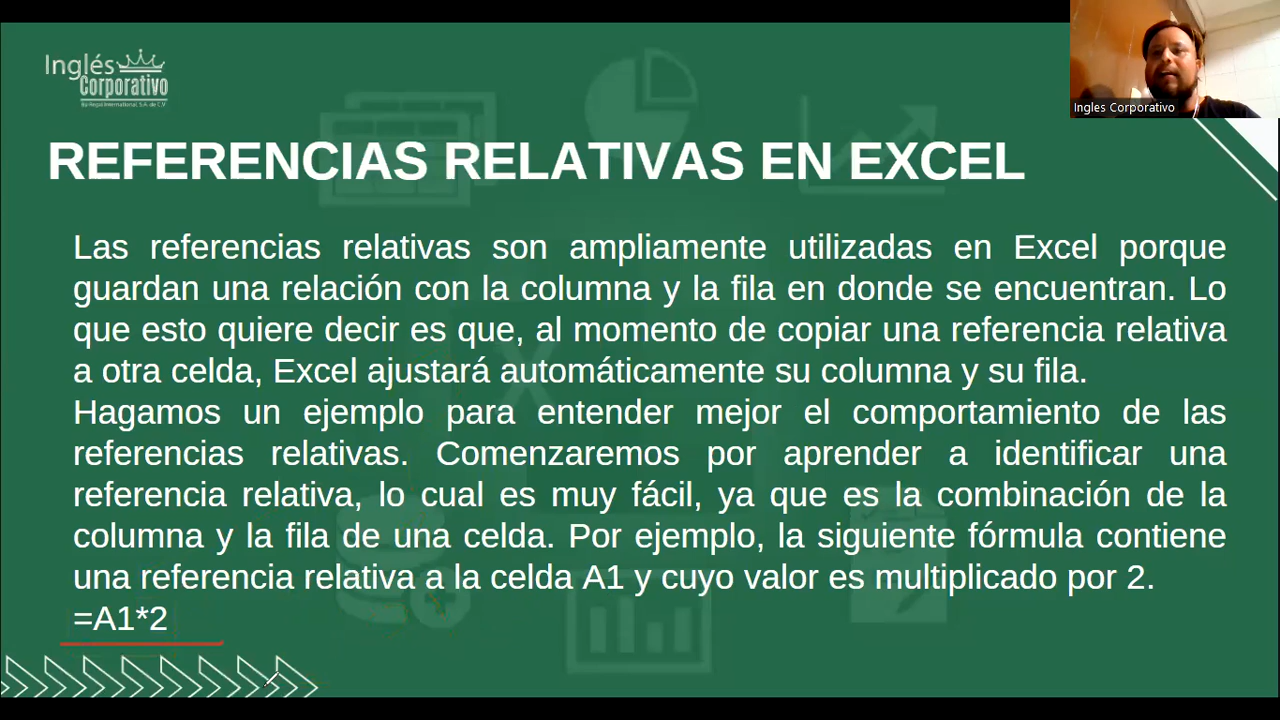 Inglés
Corporativo
Ingles Corporativo
REFERENCIAS RELATIVAS EN EXCEL
Las referencias relativas son ampliamente utilizadas en Excel porque
guardan una relación con la columna y la fila en donde se encuentran. Lo
que esto quiere decir es que, al momento de copiar una referencia relativa
a otra celda, Excel ajustará automáticamente su columna y su fila.
Hagamos un ejemplo para entender mejor el comportamiento de las
referencias relativas. Comenzaremos por aprender a identificar una
referencia relativa, lo cual es muy fácil, ya que es la combinación de la
columna y la fila de una celda. Por ejemplo, la siguiente fórmula contiene
una referencia relativa a la celda A1 y cuyo valor es multiplicado por 2.
=A1*2